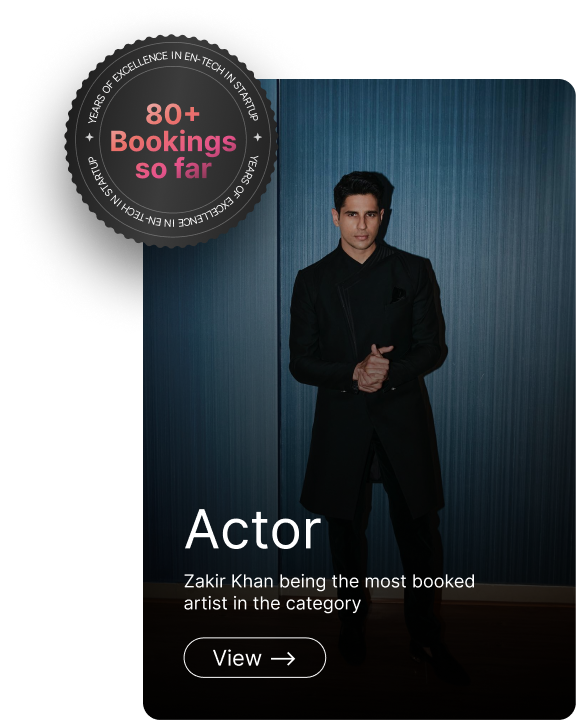 YEARS OF EXCELLENCE IN EN-TECH IN STARTUP
80+
Bookings
so far
YEARS OF EXCELLENCE IN EN-TECH IN STARTUP
Actor
Zakir Khan being the most booked
artist in the category
View →